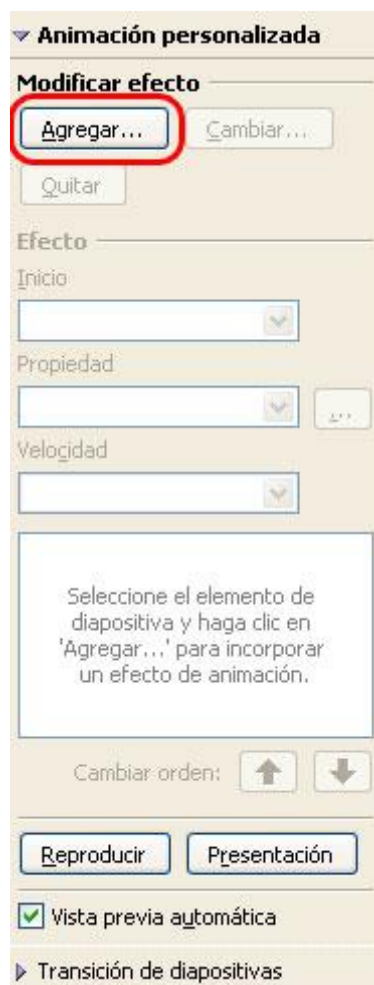 Animación personalizada
Modificar efecto
Agregar... Cambiar...
Quitar
Efecto
Inicio
Propiedad
...
Velocidad
Seleccione el elemento de
diapositiva y haga clic en
'Agregar...' para incorporar
un efecto de animación.
Cambiar orden:
Reproducir Presentación
Vista previa automática
Transición de diapositivas